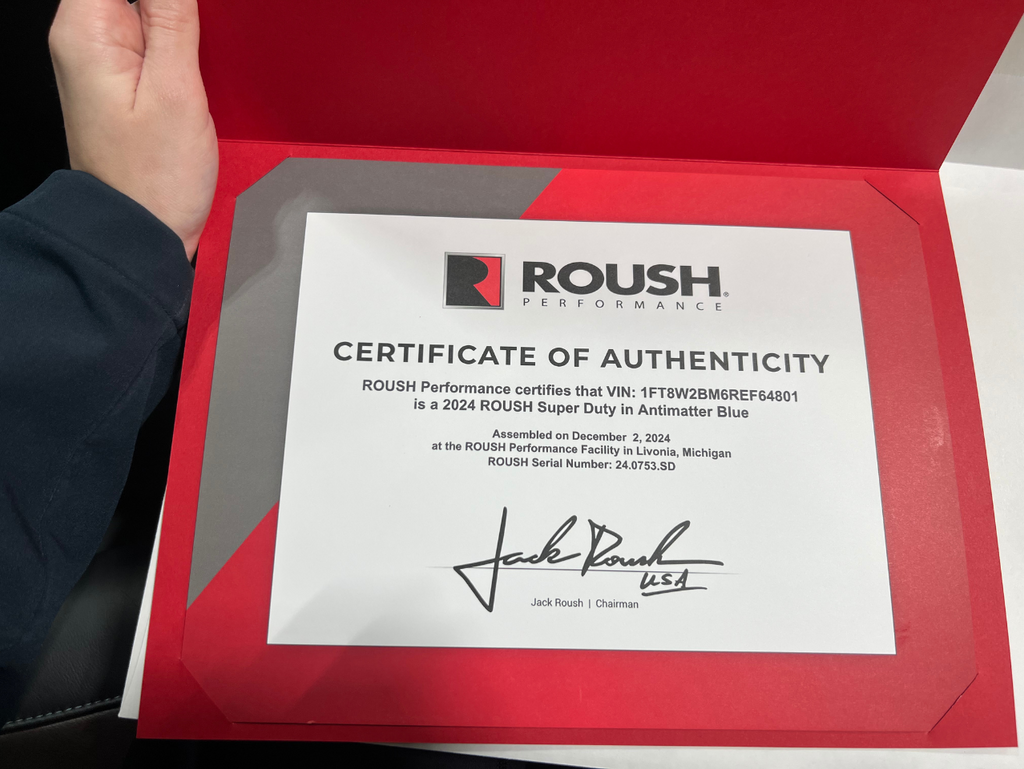 ROUSH®
PERFORMANCE
CERTIFICATE OF AUTHENTICITY
ROUSH Performance certifies that VIN: 1FT8W2BM6REF64801
is a 2024 ROUSH Super Duty in Antimatter Blue
Assembled on December 2, 2024
at the ROUSH Performance Facility in Livonia, Michigan
ROUSH Serial Number: 24.0753.SD
Jack Roush
USA
Jack Roush | Chairman